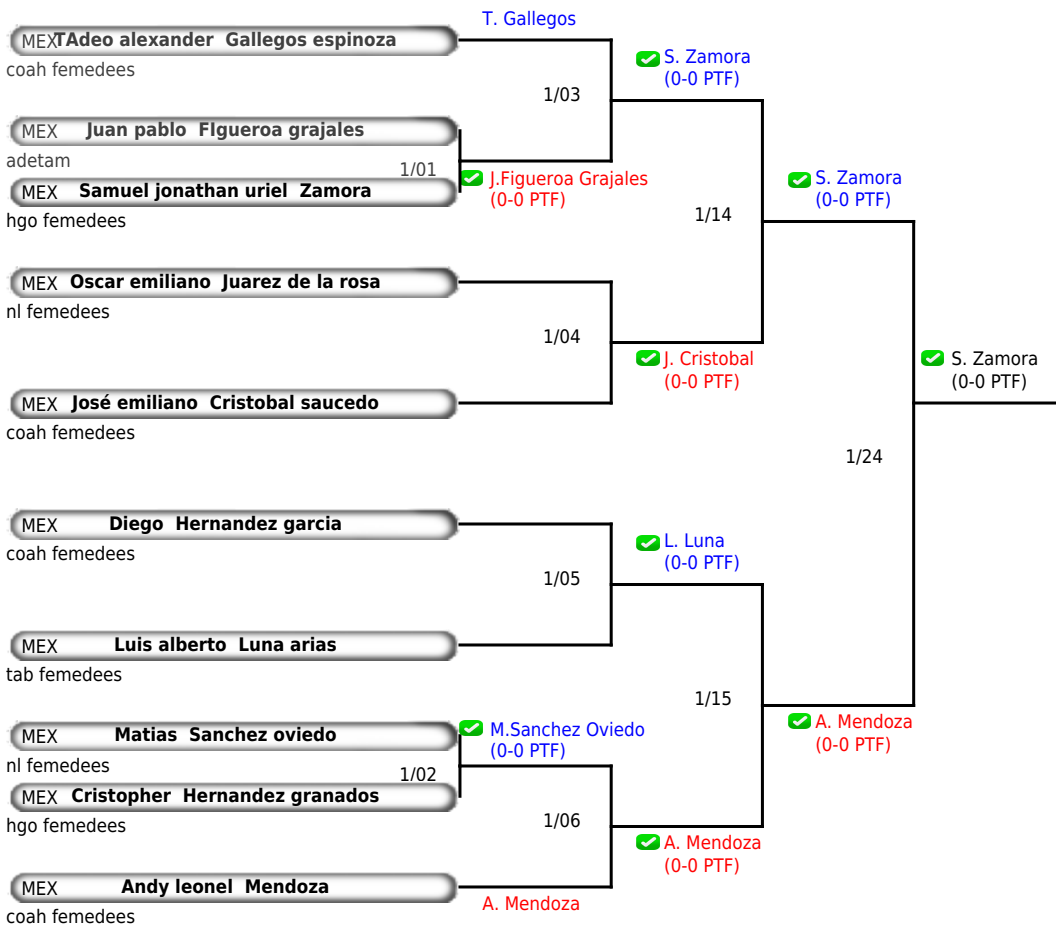 T. Gallegos
MEX TAdeo alexander Gallegos espinoza
coah femedees
S. Zamora
(0-0 PTF)
1/03
MEX Juan pablo FIgueroa grajales
adetam
1/01
J.Figueroa Grajales
(0-0 PTF)
MEX Samuel jonathan uriel Zamora
hgo femedees
S. Zamora
(0-0 PTF)
1/14
MEX Oscar emiliano Juarez de la rosa
nl femedees
1/04
J. Cristobal
(0-0 PTF)
S. Zamora
(0-0 PTF)
MEX José emiliano Cristobal saucedo
coah femedees
1/24
MEX Diego Hernandez garcia
coah femedees
L. Luna
(0-0 PTF)
1/05
MEX Luis alberto Luna arias
tab femedees
1/15
A. Mendoza
(0-0 PTF)
MEX Matias Sanchez oviedo
nl femedees
M.Sanchez Oviedo
(0-0 PTF)
1/02
MEX Cristopher Hernandez granados
hgo femedees
1/06
A. Mendoza
(0-0 PTF)
MEX Andy leonel Mendoza
coah femedees
A. Mendoza